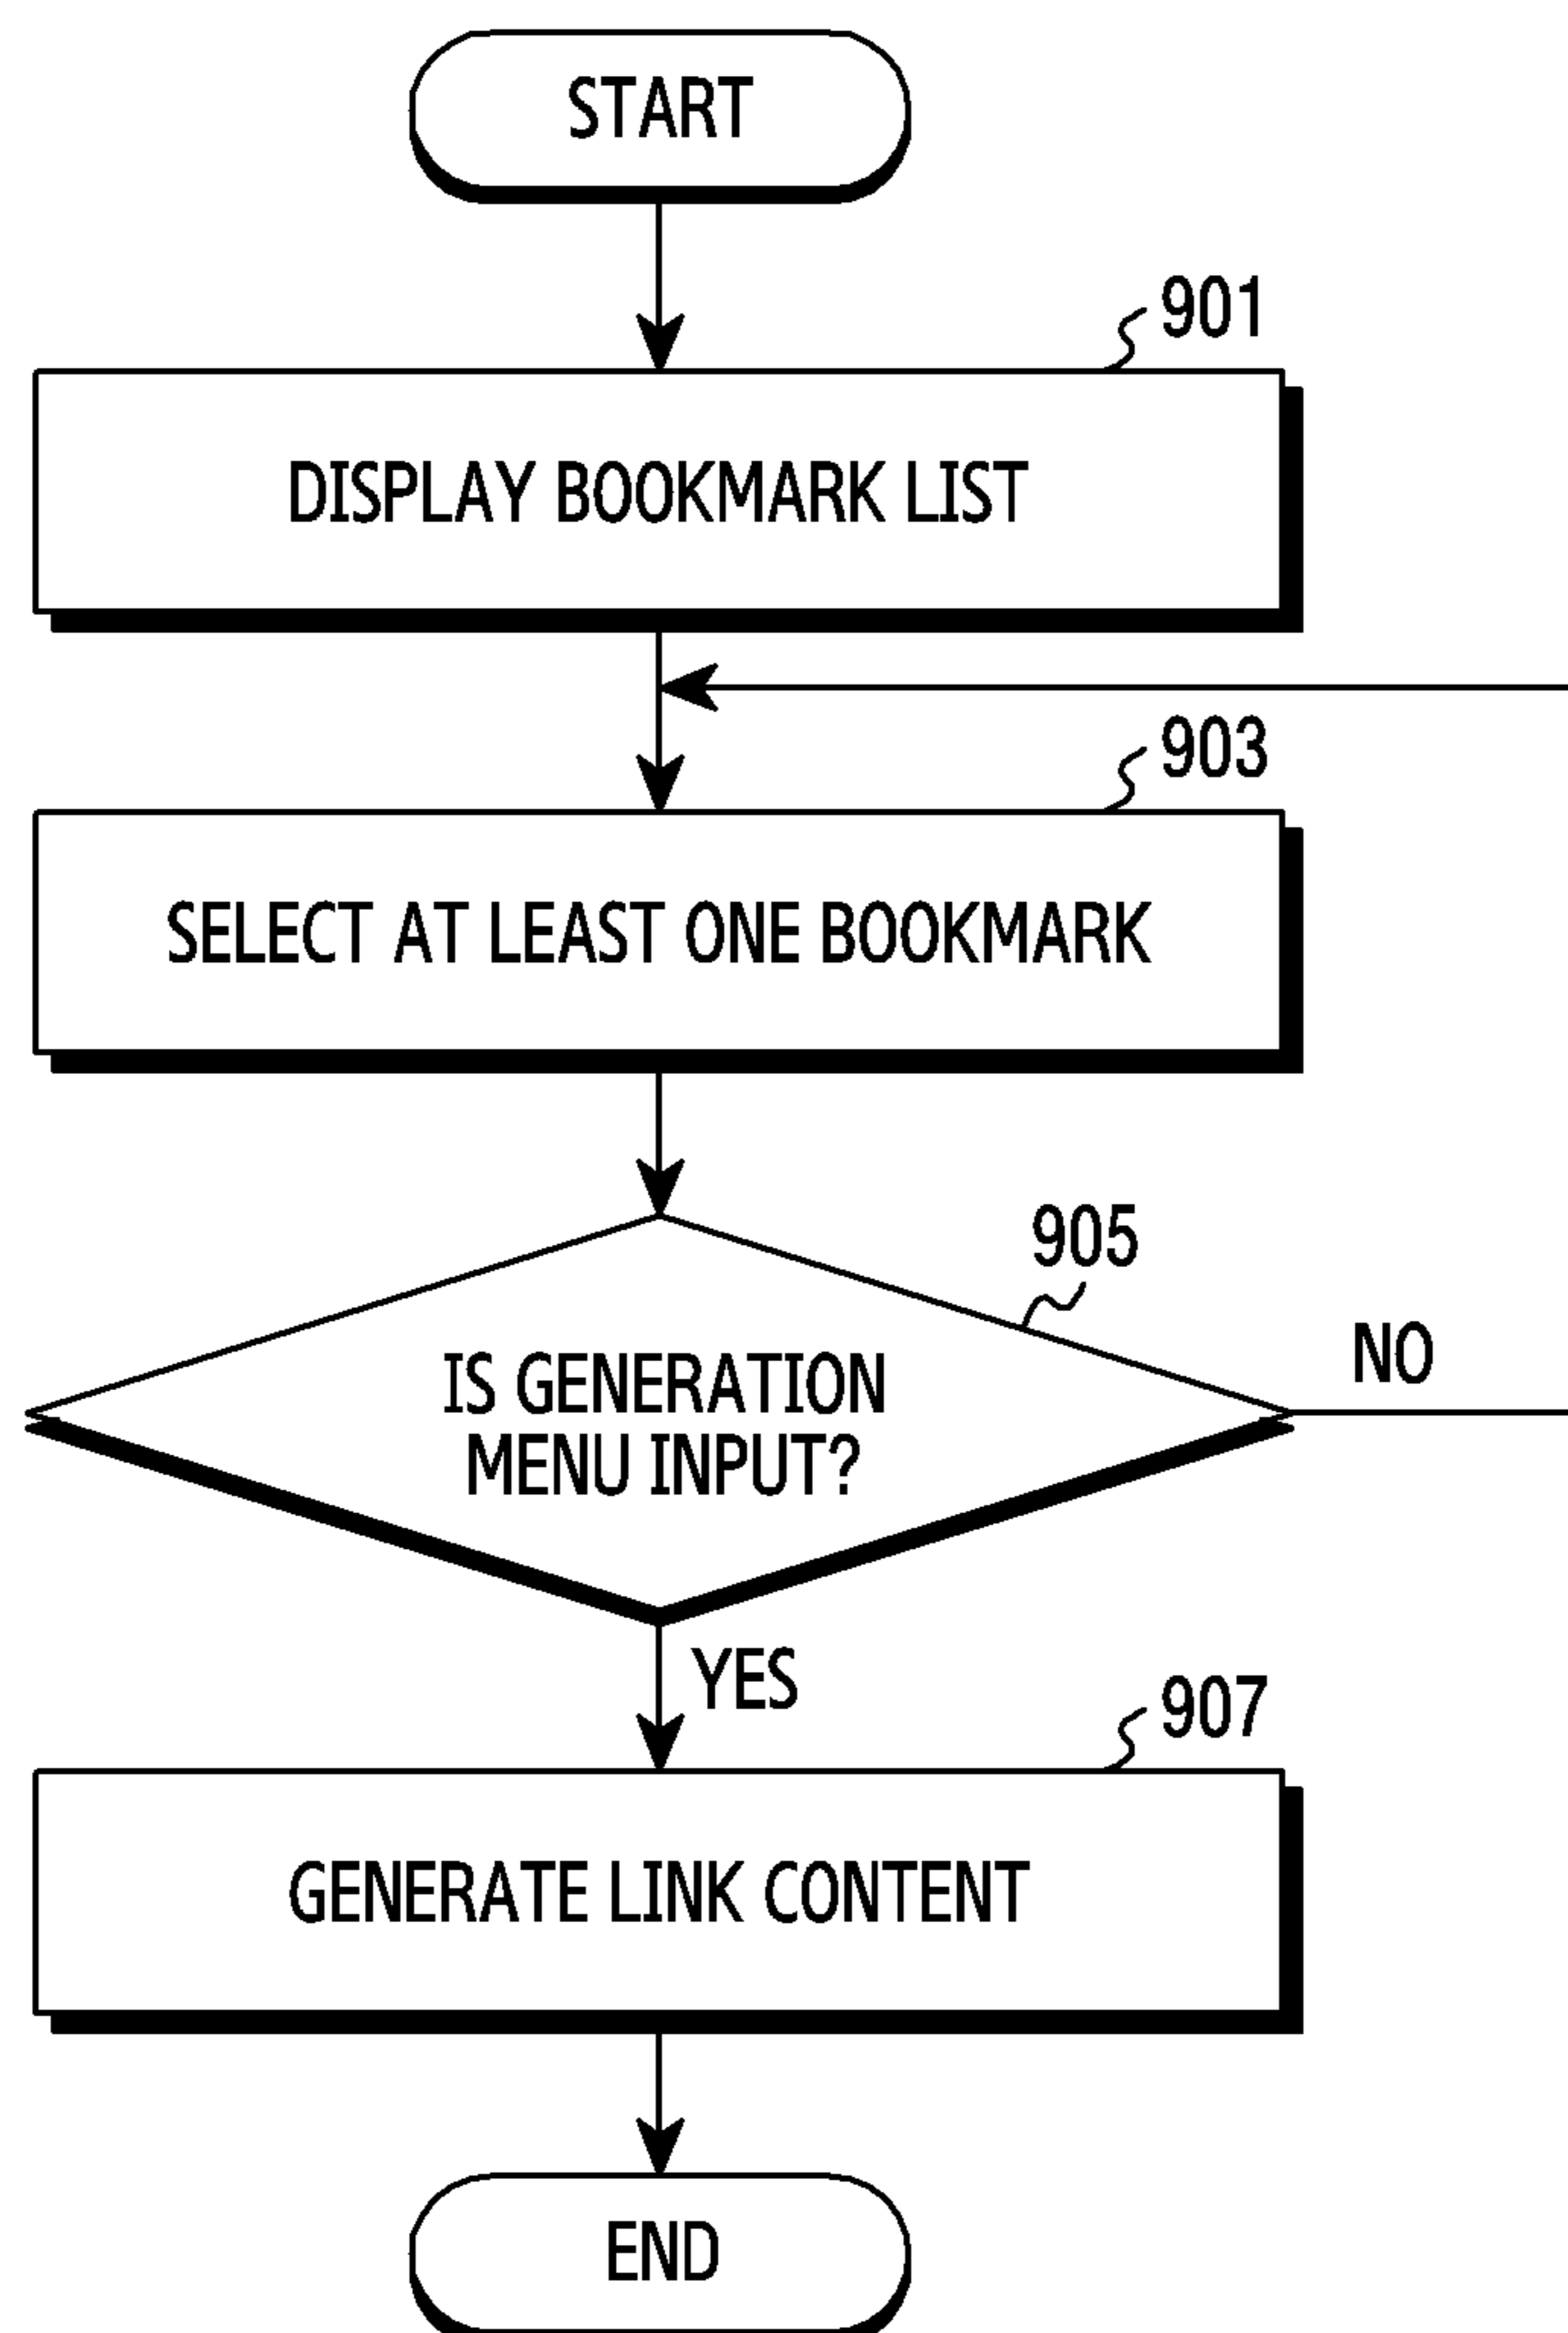 START
901
DISPLAY BOOKMARK LIST
903
SELECT AT LEAST ONE BOOKMARK
905
IS GENERATION
MENU INPUT?
NO
YES
907
GENERATE LINK CONTENT
END